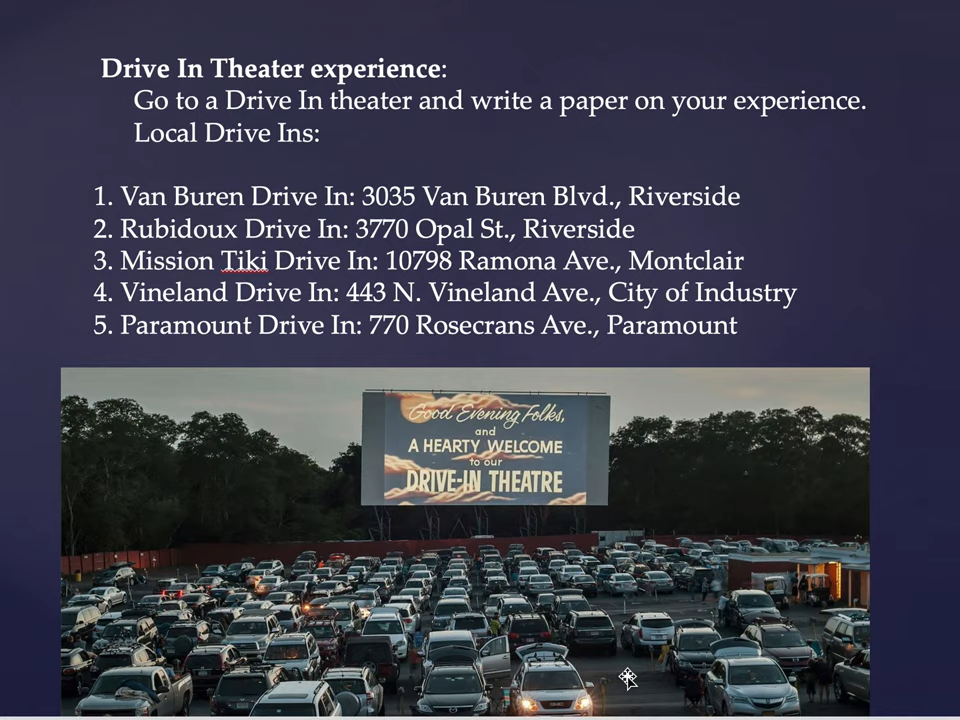 Drive In Theater experience:
Go to a Drive In theater and write a paper on your experience.
Local Drive Ins:
1. Van Buren Drive In: 3035 Van Buren Blvd., Riverside
2. Rubidoux Drive In: 3770 Opal St., Riverside
3. Mission Tiki Drive In: 10798 Ramona Ave., Montclair
4. Vineland Drive In: 443 N. Vineland Ave., City of Industry
5. Paramount Drive In: 770 Rosecrans Ave., Paramount
Good Evening Folks,
and
A HEARTY WELCOME
to our
DRIVE-IN THEATRE